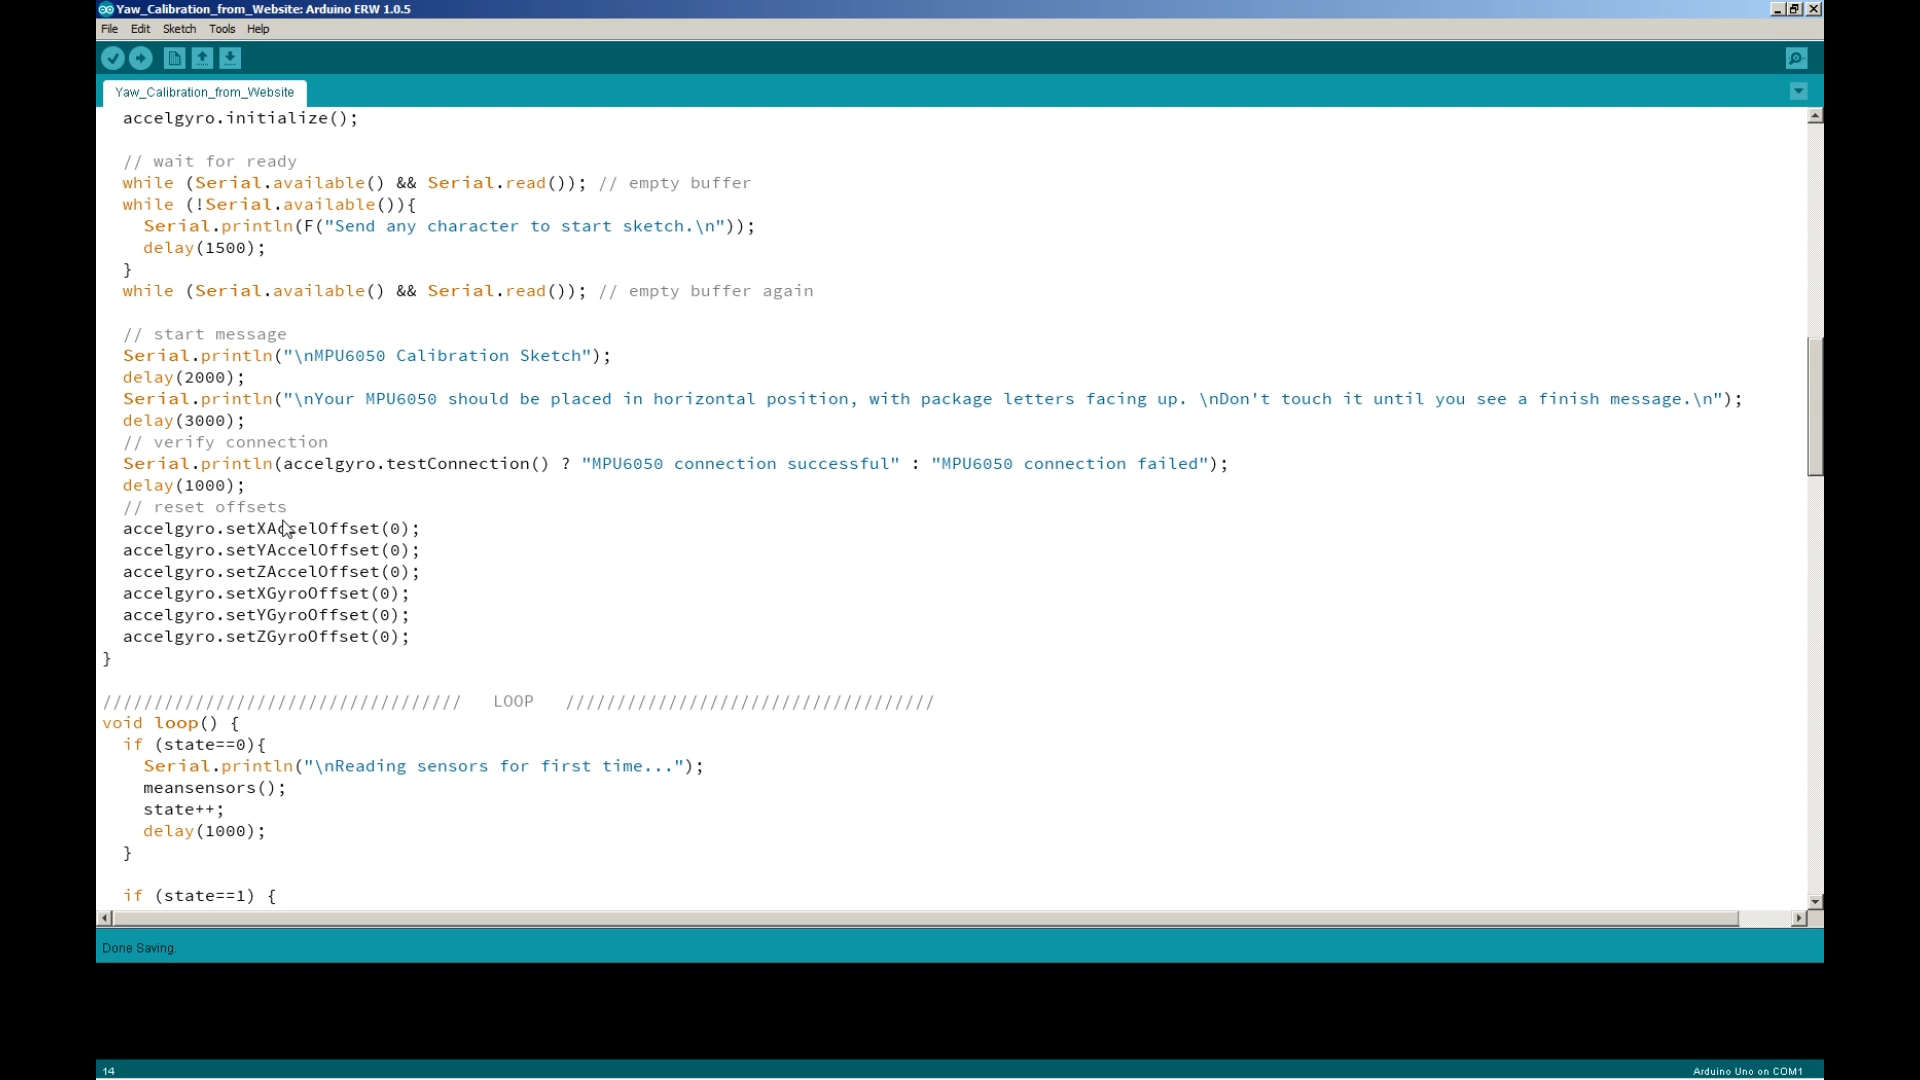 Yaw_Calibration_from_Website: Arduino ERW 1.0.5
File Edit Sketch Tools Help
Yaw_Calibration_from_Website
accelgyro.initialize();
// wait for ready
while (Serial.available() && Serial.read()); // empty buffer
while (!Serial.available()){
Serial.println(F("Send any character to start sketch.\n"));
delay(1500);
}
while (Serial.available() && Serial.read()); // empty buffer again
// start message
Serial.println("\nMPU6050 Calibration Sketch");
delay(2000);
Serial.println("\nYour MPU6050 should be placed in horizontal position, with package letters facing up. \nDon't touch it until you see a finish message.\n");
delay(3000);
// verify connection
Serial.println(accelgyro.testConnection() ? "MPU6050 connection successful" : "MPU6050 connection failed");
delay(1000);
// reset offsets
accelgyro.setXAccelOffset(0);
accelgyro.setYAccelOffset(0);
accelgyro.setZAccelOffset(0);
accelgyro.setXGyroOffset(0);
accelgyro.setYGyroOffset(0);
accelgyro.setZGyroOffset(0);
}
///////////////////////////////////   LOOP   ////////////////////////////////////
void loop() {
if (state==0){
Serial.println("\nReading sensors for first time...");
meansensors();
state++;
delay(1000);
}
if (state==1) {
Done Saving.
14 Arduino Uno on COM1